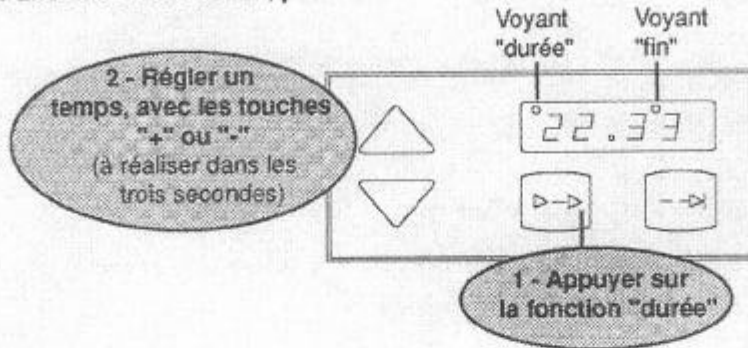 Voyant
"durée"
Voyant
"fin"
2 - Régler un
temps, avec les touches
"+" ou "-"
(à réaliser dans les
trois secondes)
22.33
1 - Appuyer sur
la fonction "durée"